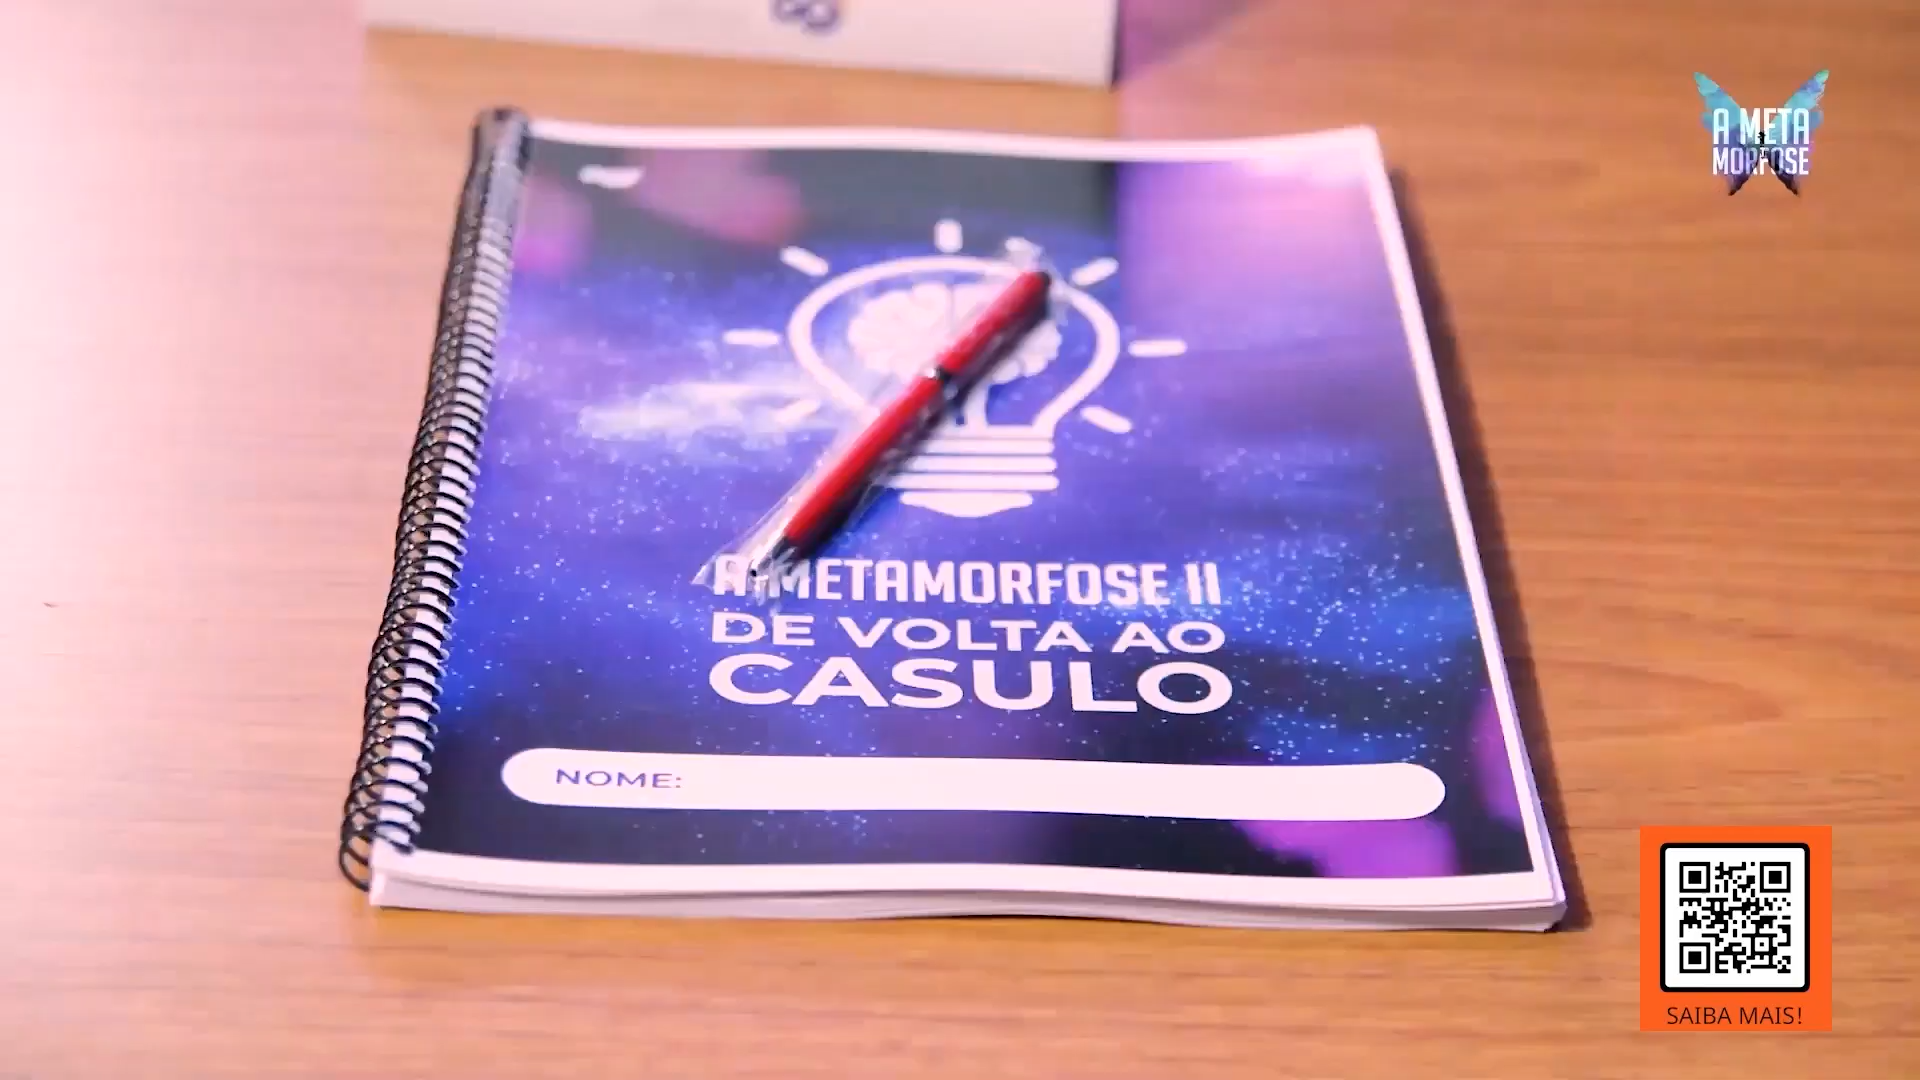 A META
MORFOSE
A METAMORFOSE II
DE VOLTA AO
CASULO
NOME:
SAIBA MAIS!